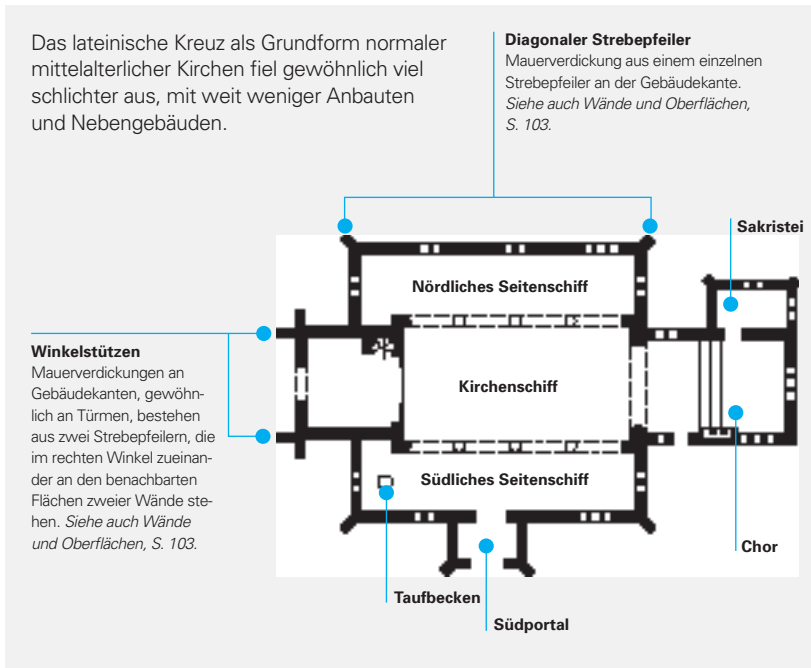 Das lateinische Kreuz als Grundform normaler
mittelalterlicher Kirchen fiel gewöhnlich viel
schlichter aus, mit weit weniger Anbauten
und Nebengebäuden.
Diagonaler Strebepfeiler
Mauerverdickung aus einem einzelnen
Strebepfeiler an der Gebäudekante.
Siehe auch Wände und Oberflächen,
S. 103.
Sakristei
Nördliches Seitenschiff
Winkelstützen
Mauerverdickungen an
Gebäudekanten, gewöhn-
lich an Türmen, bestehen
aus zwei Strebepfeilern, die
im rechten Winkel zueinan-
der an den benachbarten
Flächen zweier Wände ste-
hen. Siehe auch Wände
und Oberflächen, S. 103.
Kirchenschiff
Südliches Seitenschiff
Chor
Taufbecken
Südportal